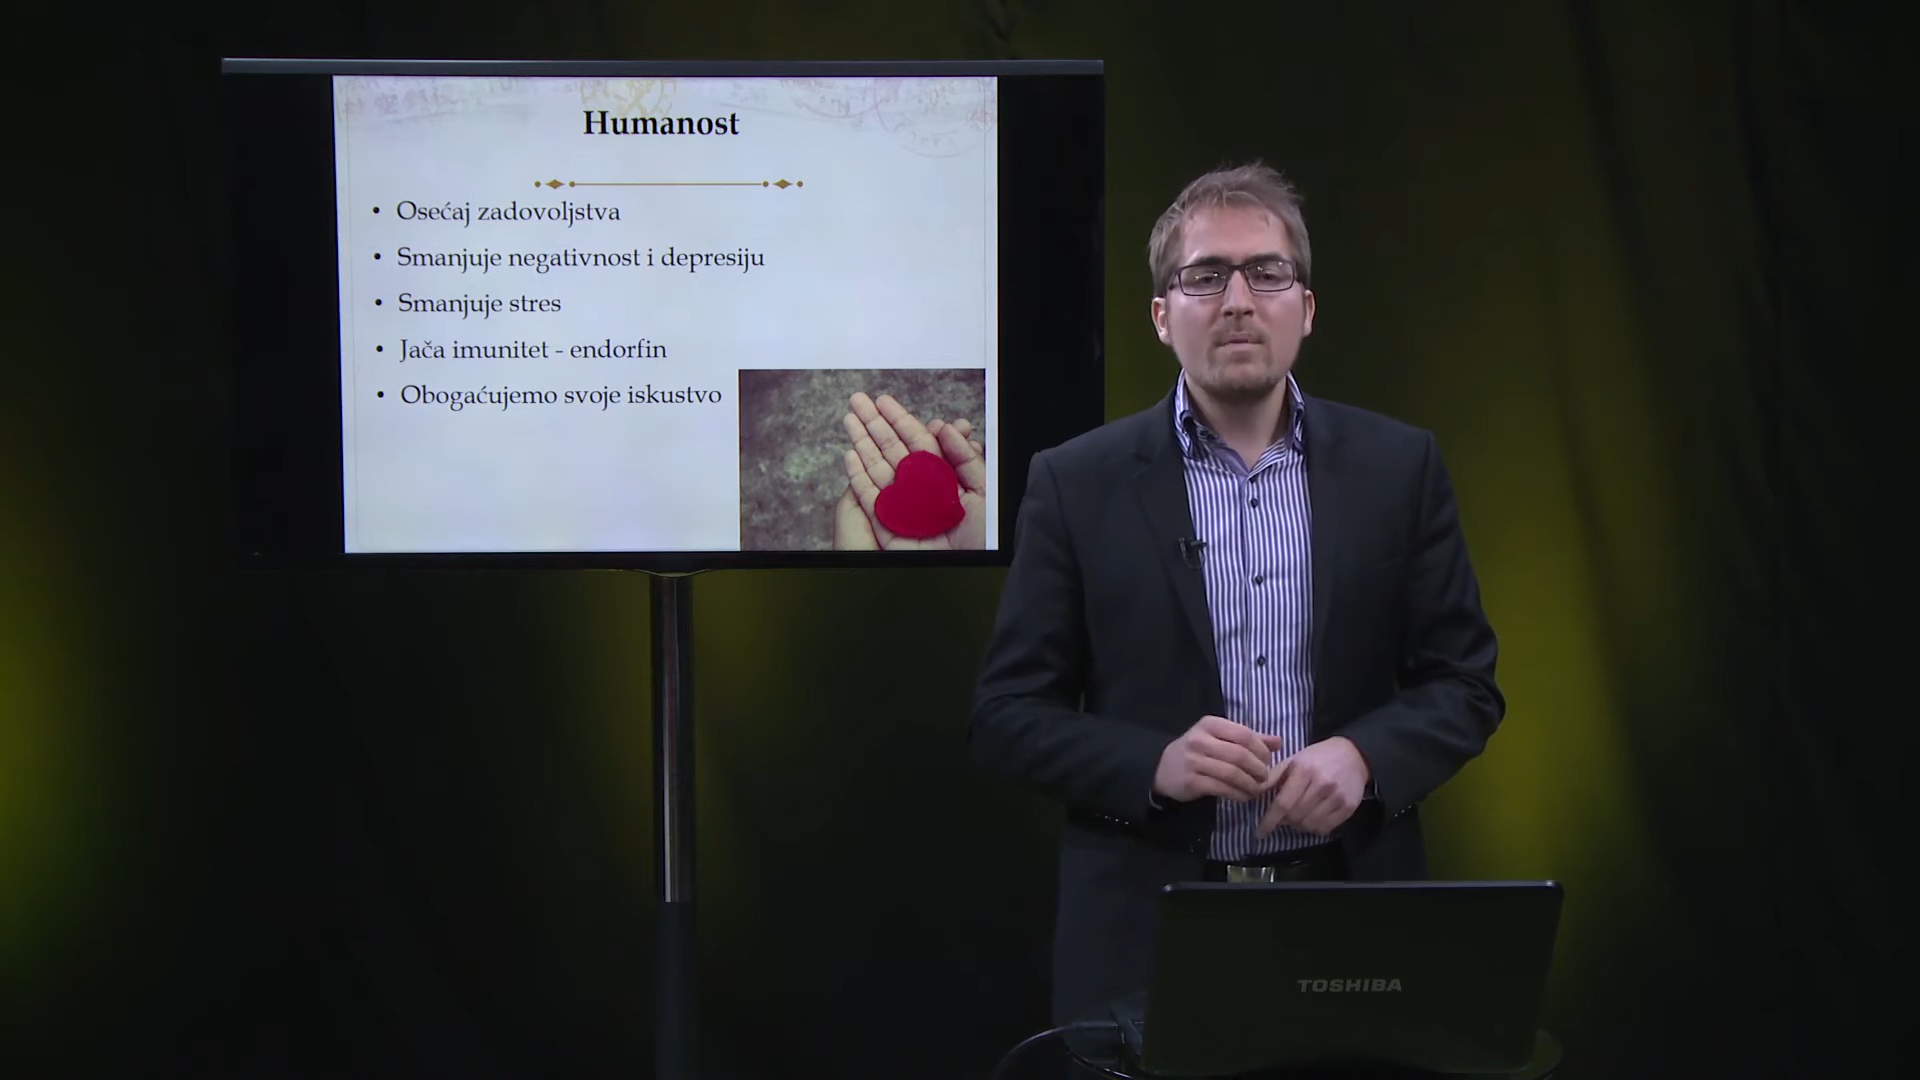 Humanost
• Osećaj zadovoljstva
• Smanjuje negativnost i depresiju
• Smanjuje stres
• Jača imunitet - endorfin
• Obogaćujemo svoje iskustvo
TOSHIBA